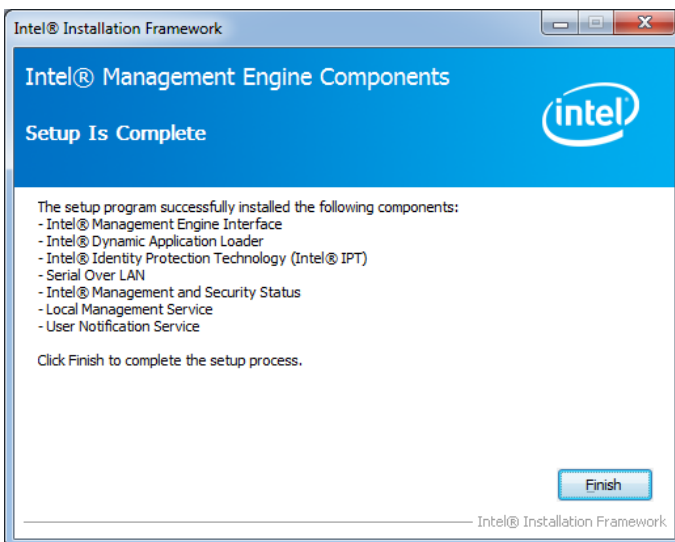 Intel® Installation Framework
Intel® Management Engine Components
intel®
Setup Is Complete
The setup program successfully installed the following components:
- Intel® Management Engine Interface
- Intel® Dynamic Application Loader
- Intel® Identity Protection Technology (Intel® IPT)
- Serial Over LAN
- Intel® Management and Security Status
- Local Management Service
- User Notification Service
Click Finish to complete the setup process.
Finish
Intel® Installation Framework